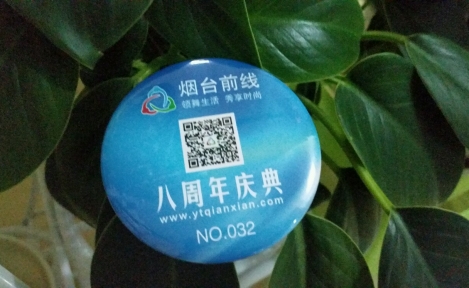 烟台前线
领舞生活 秀享时尚
八周年庆典
www.ytqianxian.com
NO.032